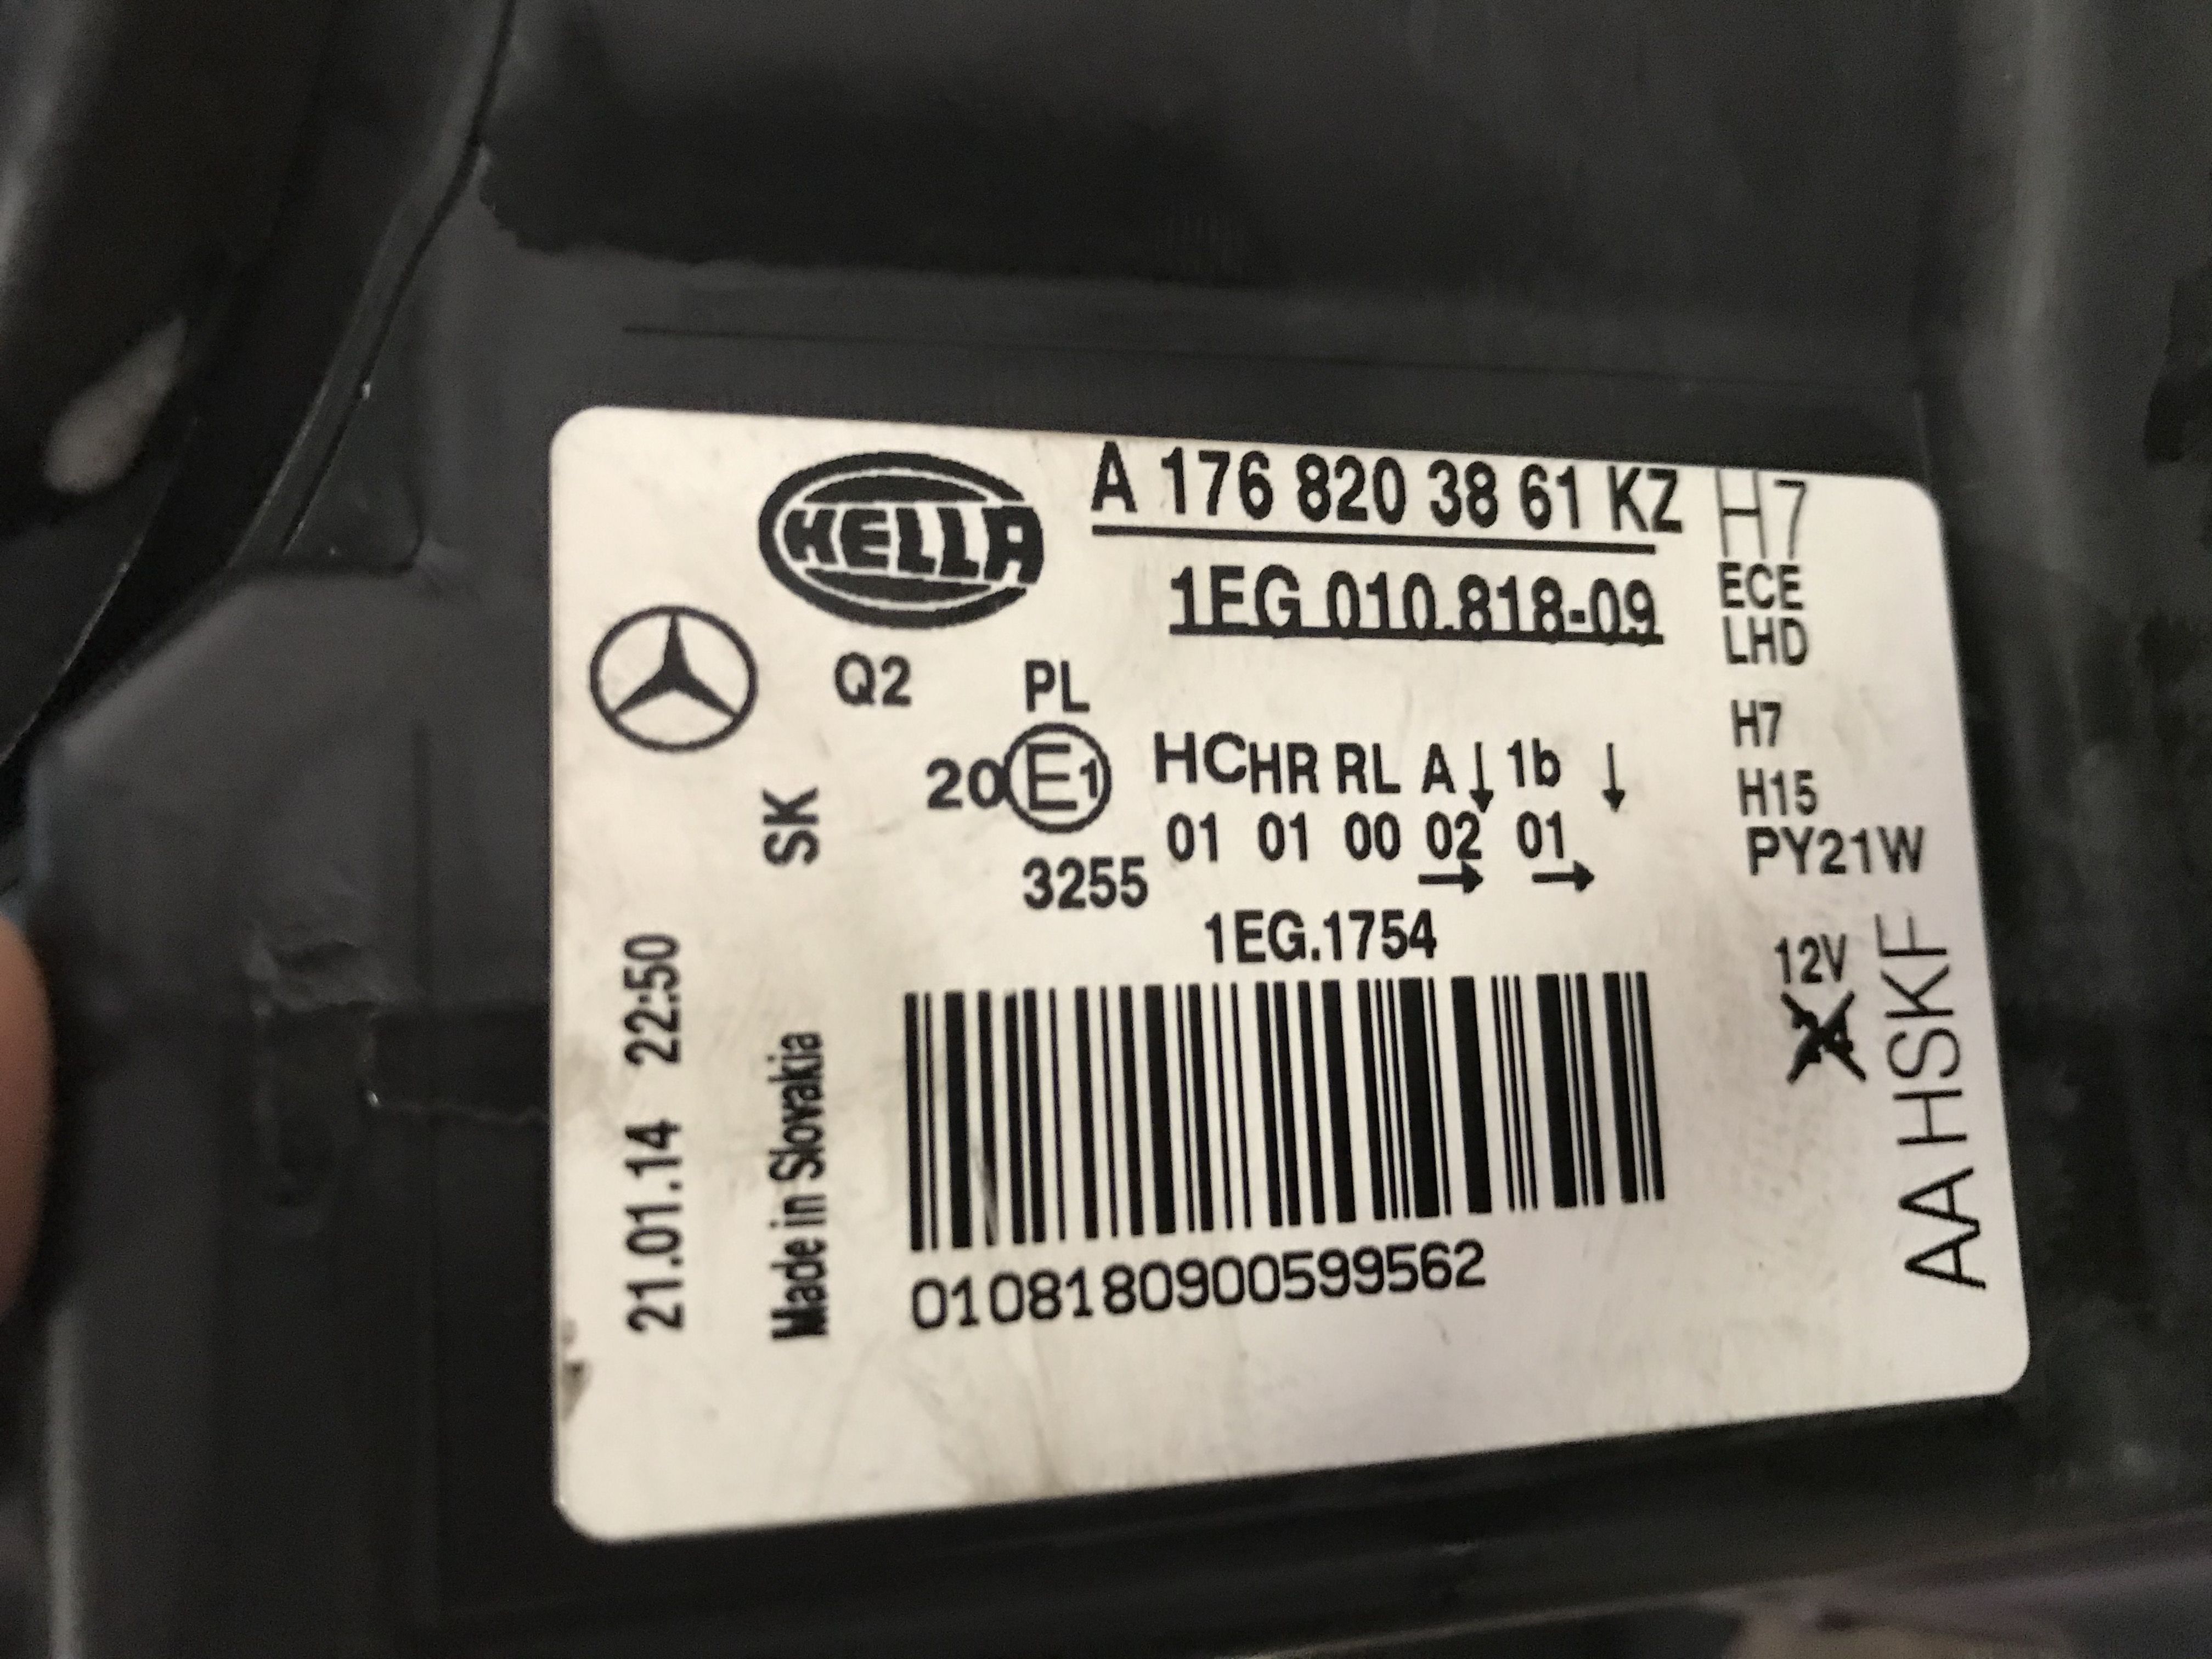 HELLA
A 176 820 38 61 KZ
1EG 010.818-09
H7
ECE
LHD
Q2
PL
20 E1
HCHR RL A ↓ 1b ↓
01 01 00 02 01
→ →
3255
1EG.1754
H7
H15
PY21W
12V
SK
21.01.14 22:50
Made in Slovakia
AA HSKF
0108180900599562